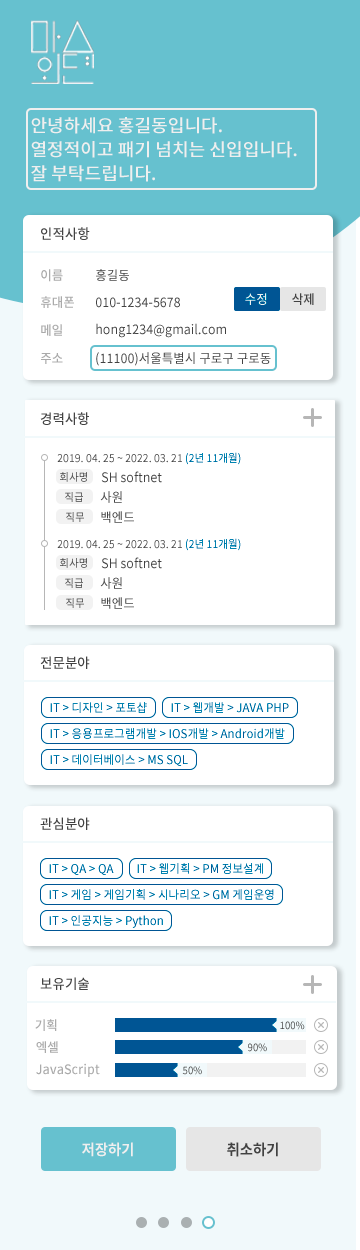 마스
인턴
안녕하세요 홍길동입니다.
열정적이고 패기 넘치는 신입입니다.
잘 부탁드립니다.
인적사항
이름 홍길동
휴대폰 010-1234-5678
수정 삭제
메일 hong1234@gmail.com
주소 (11100)서울특별시 구로구 구로동
경력사항
2019. 04. 25 ~ 2022. 03. 21 (2년 11개월)
회사명 SH softnet
직급 사원
직무 백엔드
2019. 04. 25 ~ 2022. 03. 21 (2년 11개월)
회사명 SH softnet
직급 사원
직무 백엔드
전문분야
IT > 디자인 > 포토샵 IT > 웹개발 > JAVA PHP
IT > 응용프로그램개발 > IOS개발 > Android개발
IT > 데이터베이스 > MS SQL
관심분야
IT > QA > QA IT > 웹기획 > PM 정보설계
IT > 게임 > 게임기획 > 시나리오 > GM 게임운영
IT > 인공지능 > Python
보유기술
기획 100%
엑셀 90%
JavaScript 50%
저장하기 취소하기